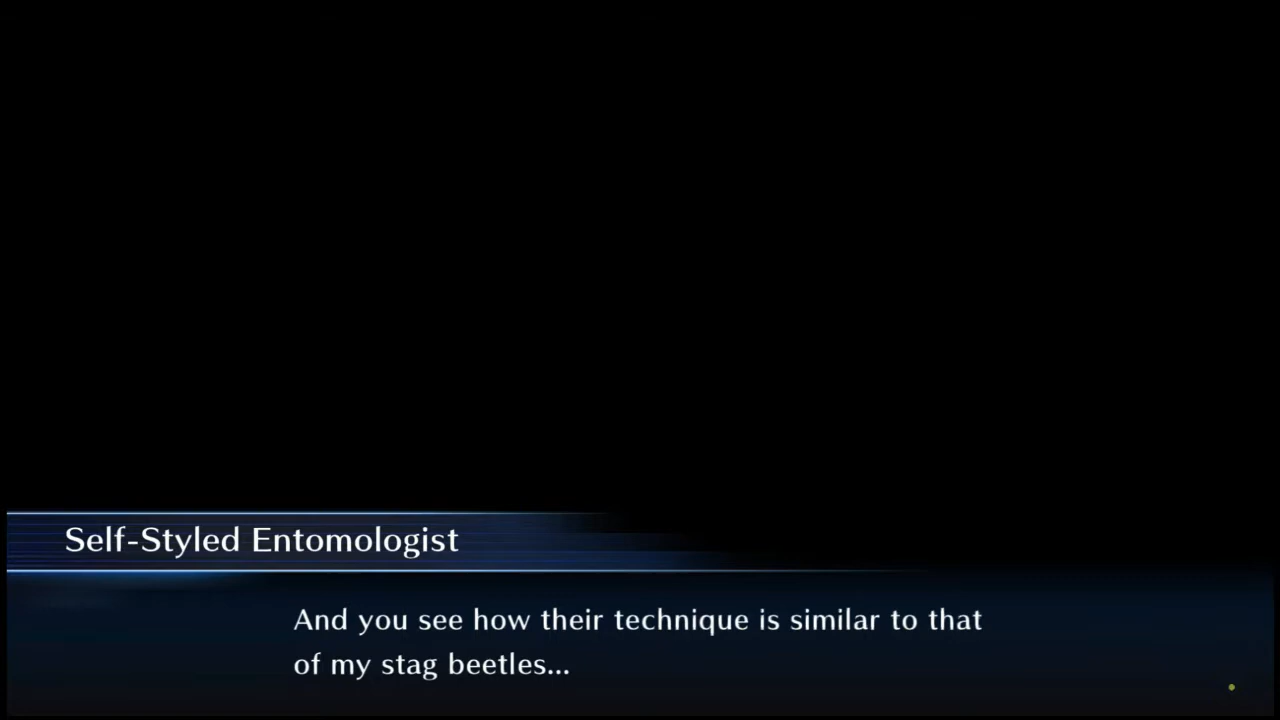 Self-Styled Entomologist
And you see how their technique is similar to that
of my stag beetles...